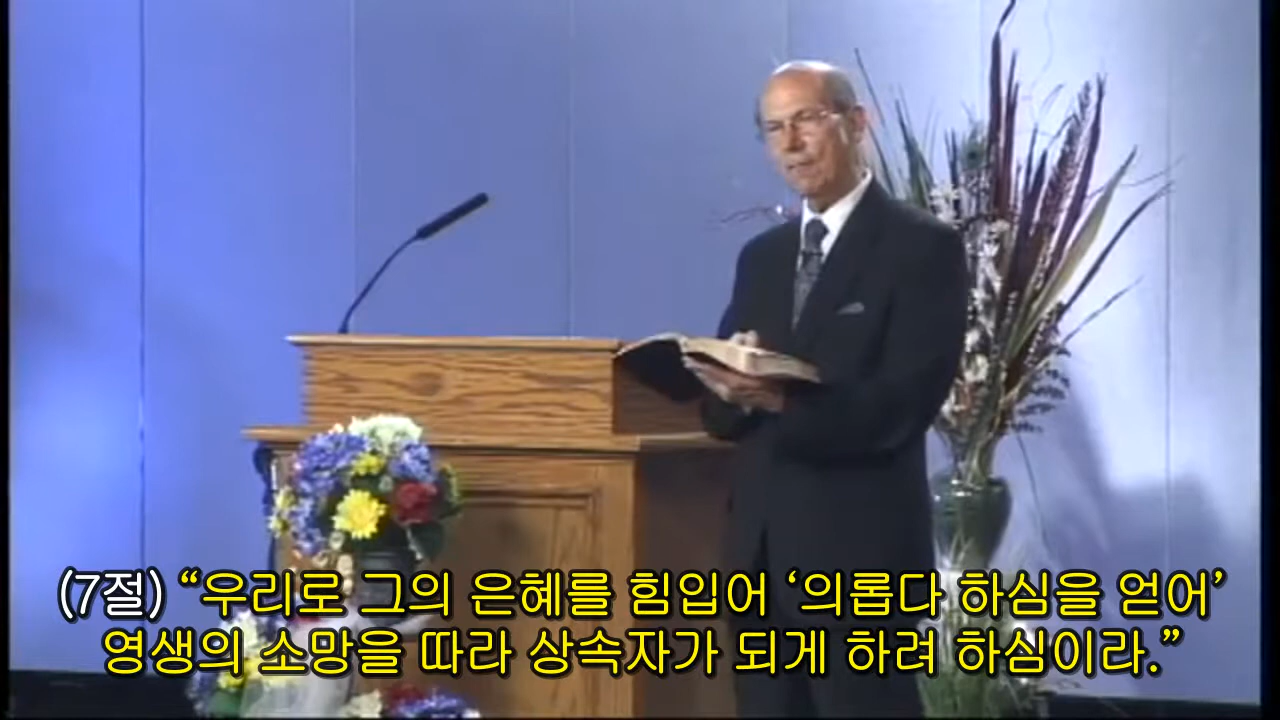 (7절) “우리로 그의 은혜를 힘입어 ‘의롭다 하심을 얻어’
영생의 소망을 따라 상속자가 되게 하려 하심이라.”